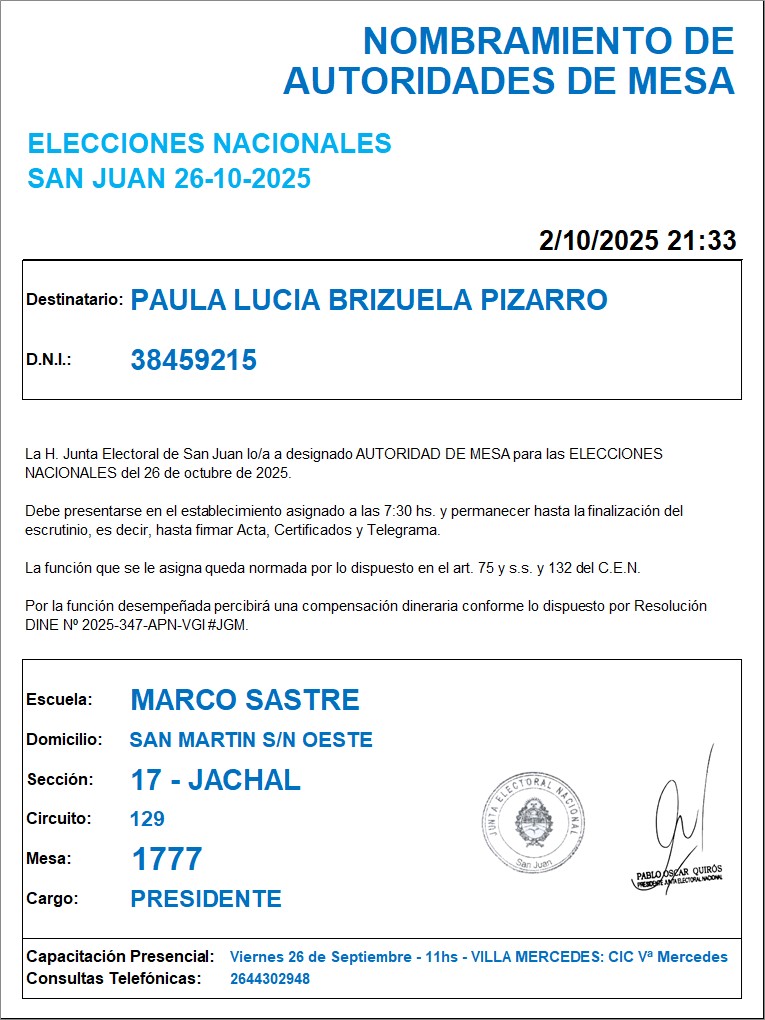 NOMBRAMIENTO DE
AUTORIDADES DE MESA
ELECCIONES NACIONALES
SAN JUAN 26-10-2025
2/10/2025 21:33
Destinatario: PAULA LUCIA BRIZUELA PIZARRO
D.N.I.: 38459215
La H. Junta Electoral de San Juan lo/a a designado AUTORIDAD DE MESA para las ELECCIONES
NACIONALES del 26 de octubre de 2025.
Debe presentarse en el establecimiento asignado a las 7:30 hs. y permanecer hasta la finalización del
escrutinio, es decir, hasta firmar Acta, Certificados y Telegrama.
La función que se le asigna queda normada por lo dispuesto en el art. 75 y s.s. y 132 del C.E.N.
Por la función desempeñada percibirá una compensación dineraria conforme lo dispuesto por Resolución
DINE Nº 2025-347-APN-VGI#JGM.
Escuela: MARCO SASTRE
Domicilio: SAN MARTIN S/N OESTE
Sección: 17 - JACHAL
Circuito: 129
Mesa: 1777
Cargo: PRESIDENTE
JUNTA ELECTORAL NACIONAL
San Juan
PABLO OSCAR QUIRÓS
PRESIDENTE JUNTA ELECTORAL NACIONAL
Capacitación Presencial: Viernes 26 de Septiembre - 11hs - VILLA MERCEDES: CIC Vª Mercedes
Consultas Telefónicas: 2644302948